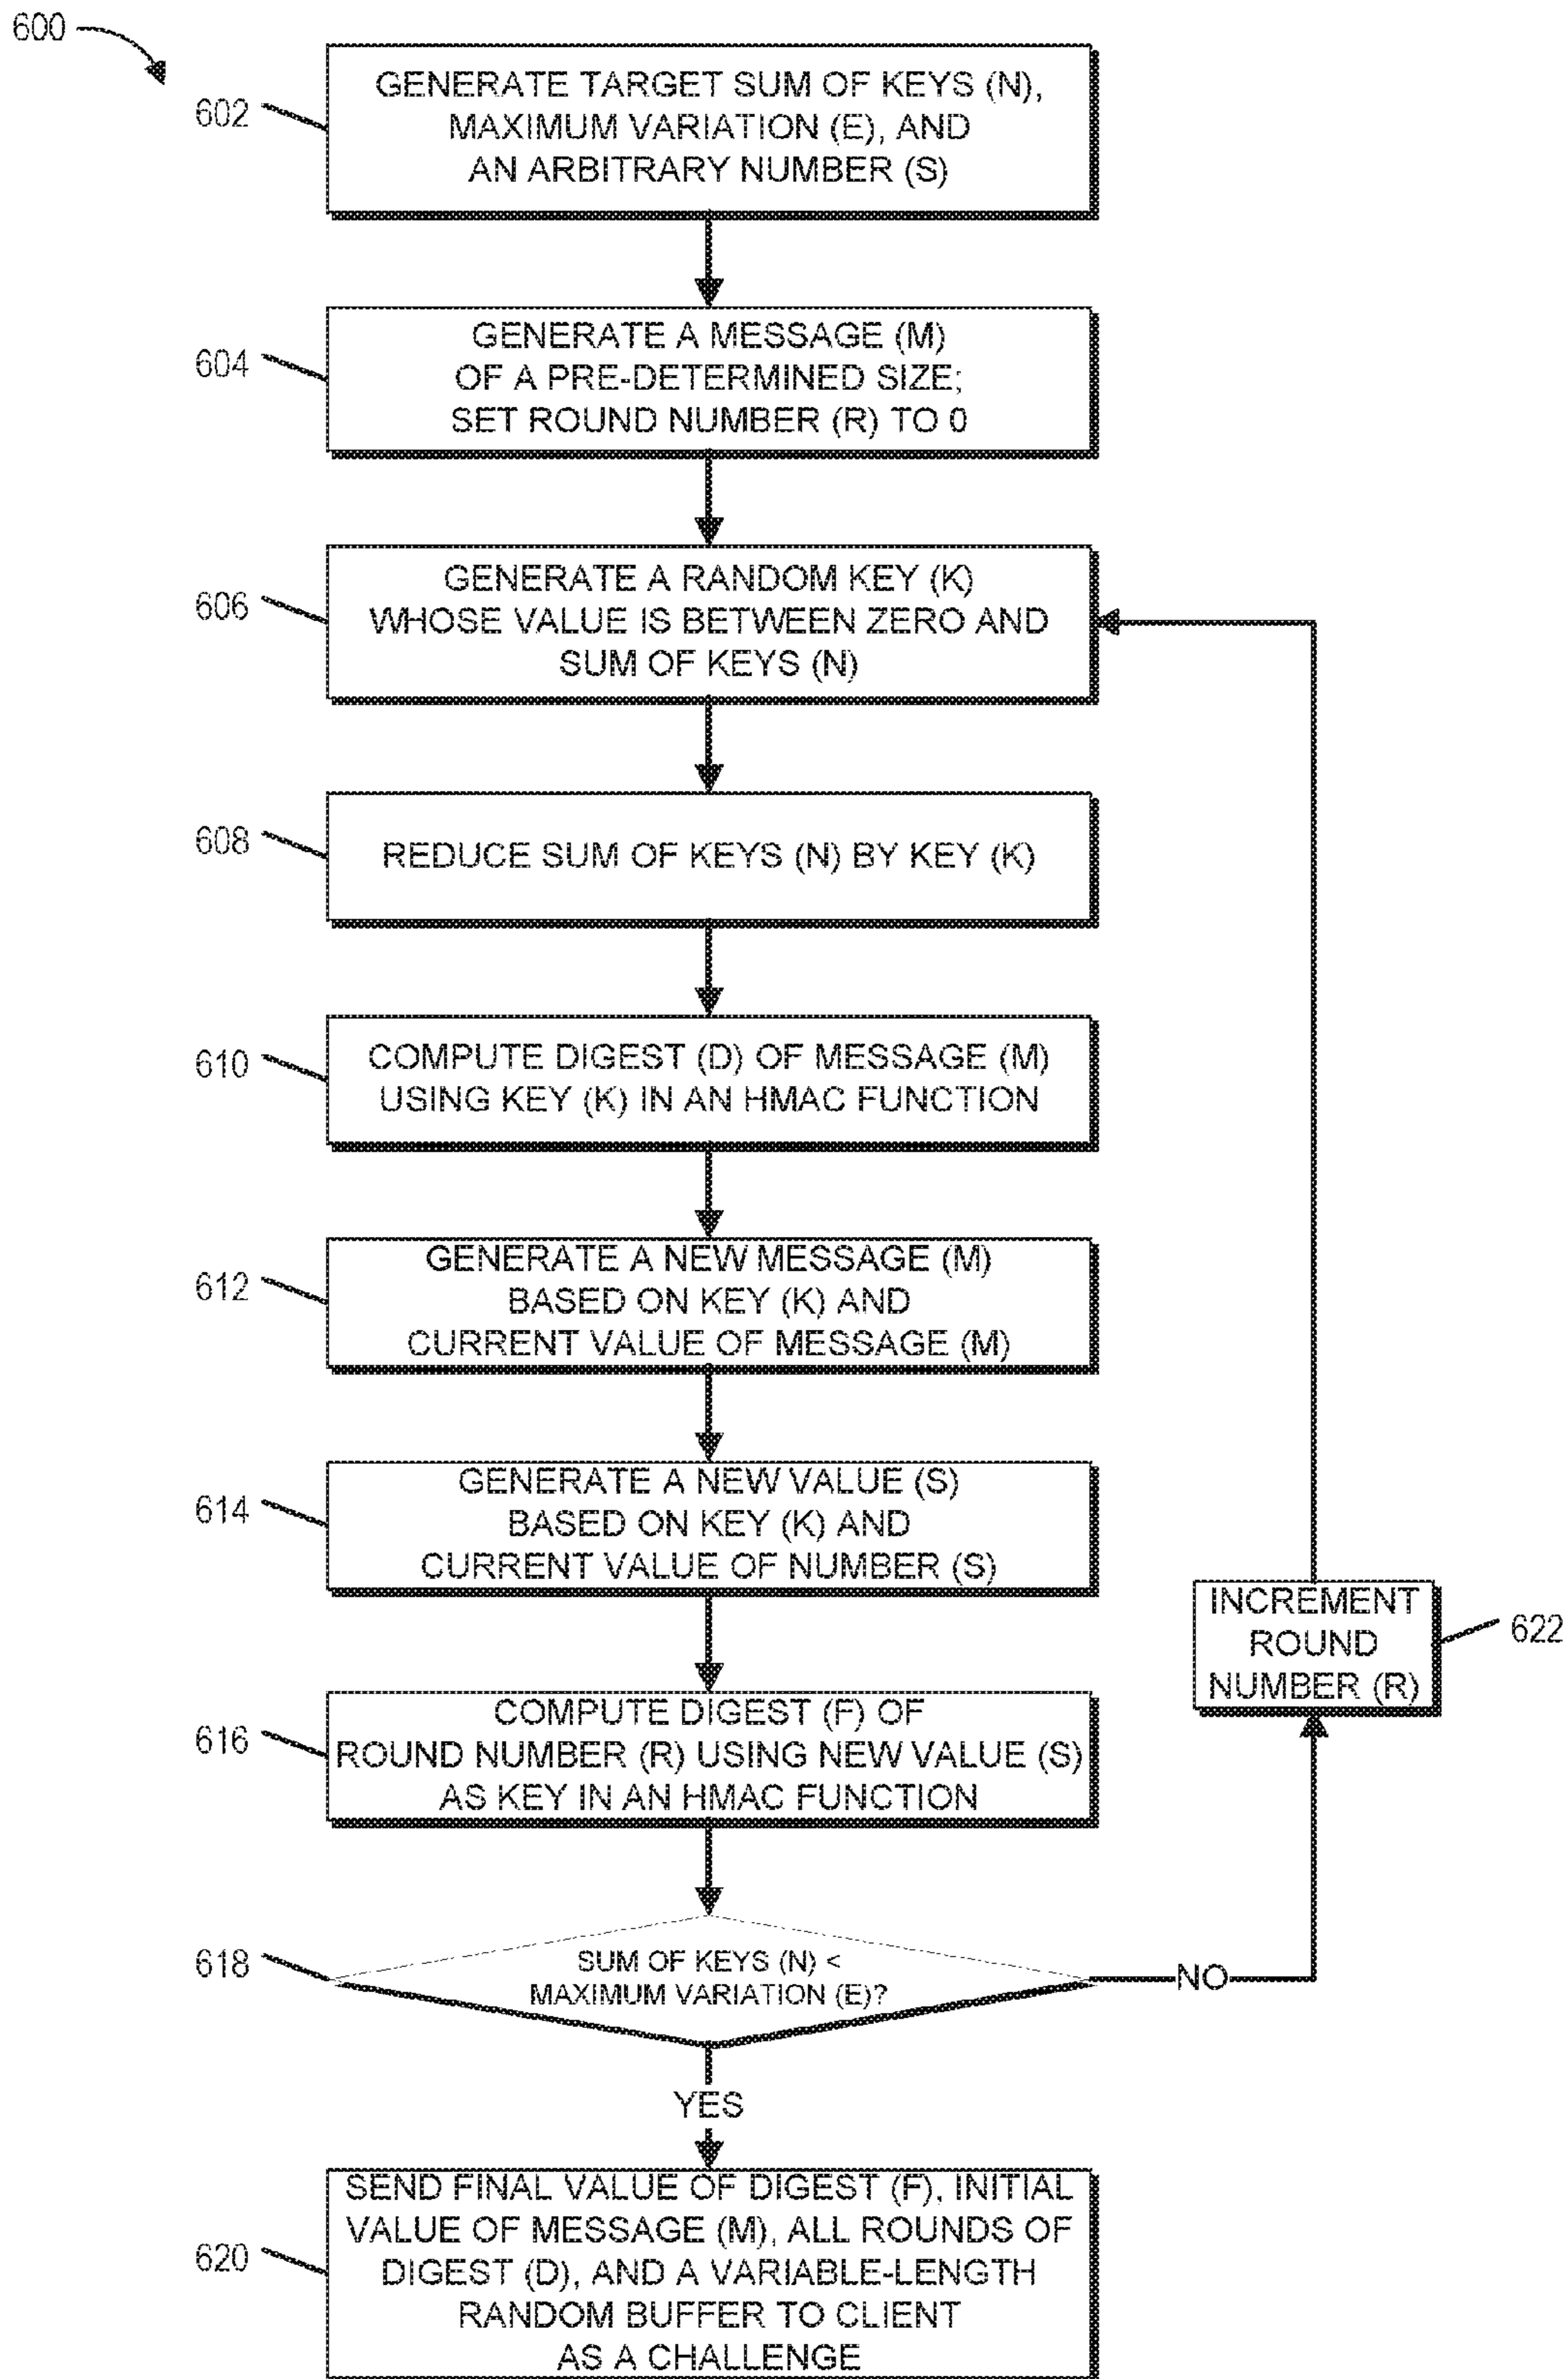 600
602
GENERATE TARGET SUM OF KEYS (N),
MAXIMUM VARIATION (E), AND
AN ARBITRARY NUMBER (S)
604
GENERATE A MESSAGE (M)
OF A PRE-DETERMINED SIZE;
SET ROUND NUMBER (R) TO 0
606
GENERATE A RANDOM KEY (K)
WHOSE VALUE IS BETWEEN ZERO AND
SUM OF KEYS (N)
608
REDUCE SUM OF KEYS (N) BY KEY (K)
610
COMPUTE DIGEST (D) OF MESSAGE (M)
USING KEY (K) IN AN HMAC FUNCTION
612
GENERATE A NEW MESSAGE (M)
BASED ON KEY (K) AND
CURRENT VALUE OF MESSAGE (M)
614
GENERATE A NEW VALUE (S)
BASED ON KEY (K) AND
CURRENT VALUE OF NUMBER (S)
616
COMPUTE DIGEST (F) OF
ROUND NUMBER (R) USING NEW VALUE (S)
AS KEY IN AN HMAC FUNCTION
INCREMENT
ROUND
NUMBER (R)
622
618
SUM OF KEYS (N) <
MAXIMUM VARIATION (E)?
NO
YES
620
SEND FINAL VALUE OF DIGEST (F), INITIAL
VALUE OF MESSAGE (M), ALL ROUNDS OF
DIGEST (D), AND A VARIABLE-LENGTH
RANDOM BUFFER TO CLIENT
AS A CHALLENGE